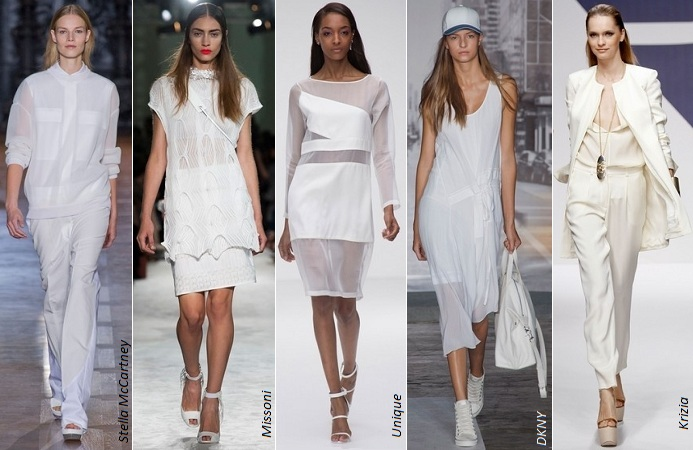 Stella McCartney
Missoni
Unique
DKNY
Krizia